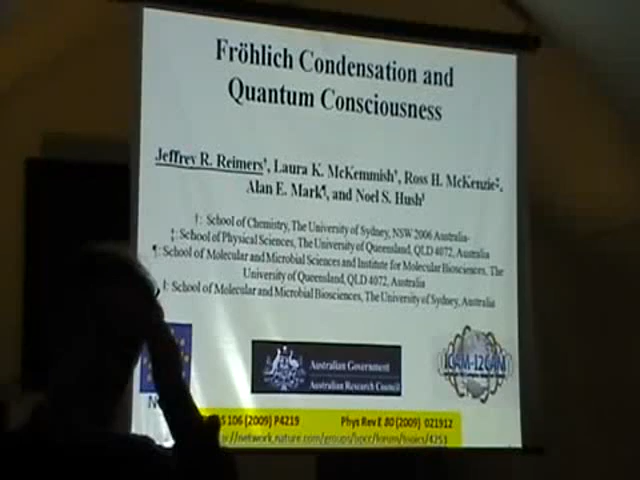 Fröhlich Condensation and
Quantum Consciousness
Jeffrey R. Reimers†, Laura K. McKemmish†, Ross H. McKenzie‡,
Alan E. Mark¶, and Noel S. Hush
†: School of Chemistry, The University of Sydney, NSW 2006 Australia
‡: School of Physical Sciences, The University of Queensland, QLD 4072, Australia
¶: School of Molecular and Microbial Sciences and Institute for Molecular Biosciences, The
University of Queensland, QLD 4072, Australia
: School of Molecular and Microbial Biosciences, The University of Sydney, Australia
Australian Government
Australian Research Council
ICAM-I2CAM
S 106 (2009) P4219 Phys Rev E 80 (2009) 021912
//network.nature.com/groups/